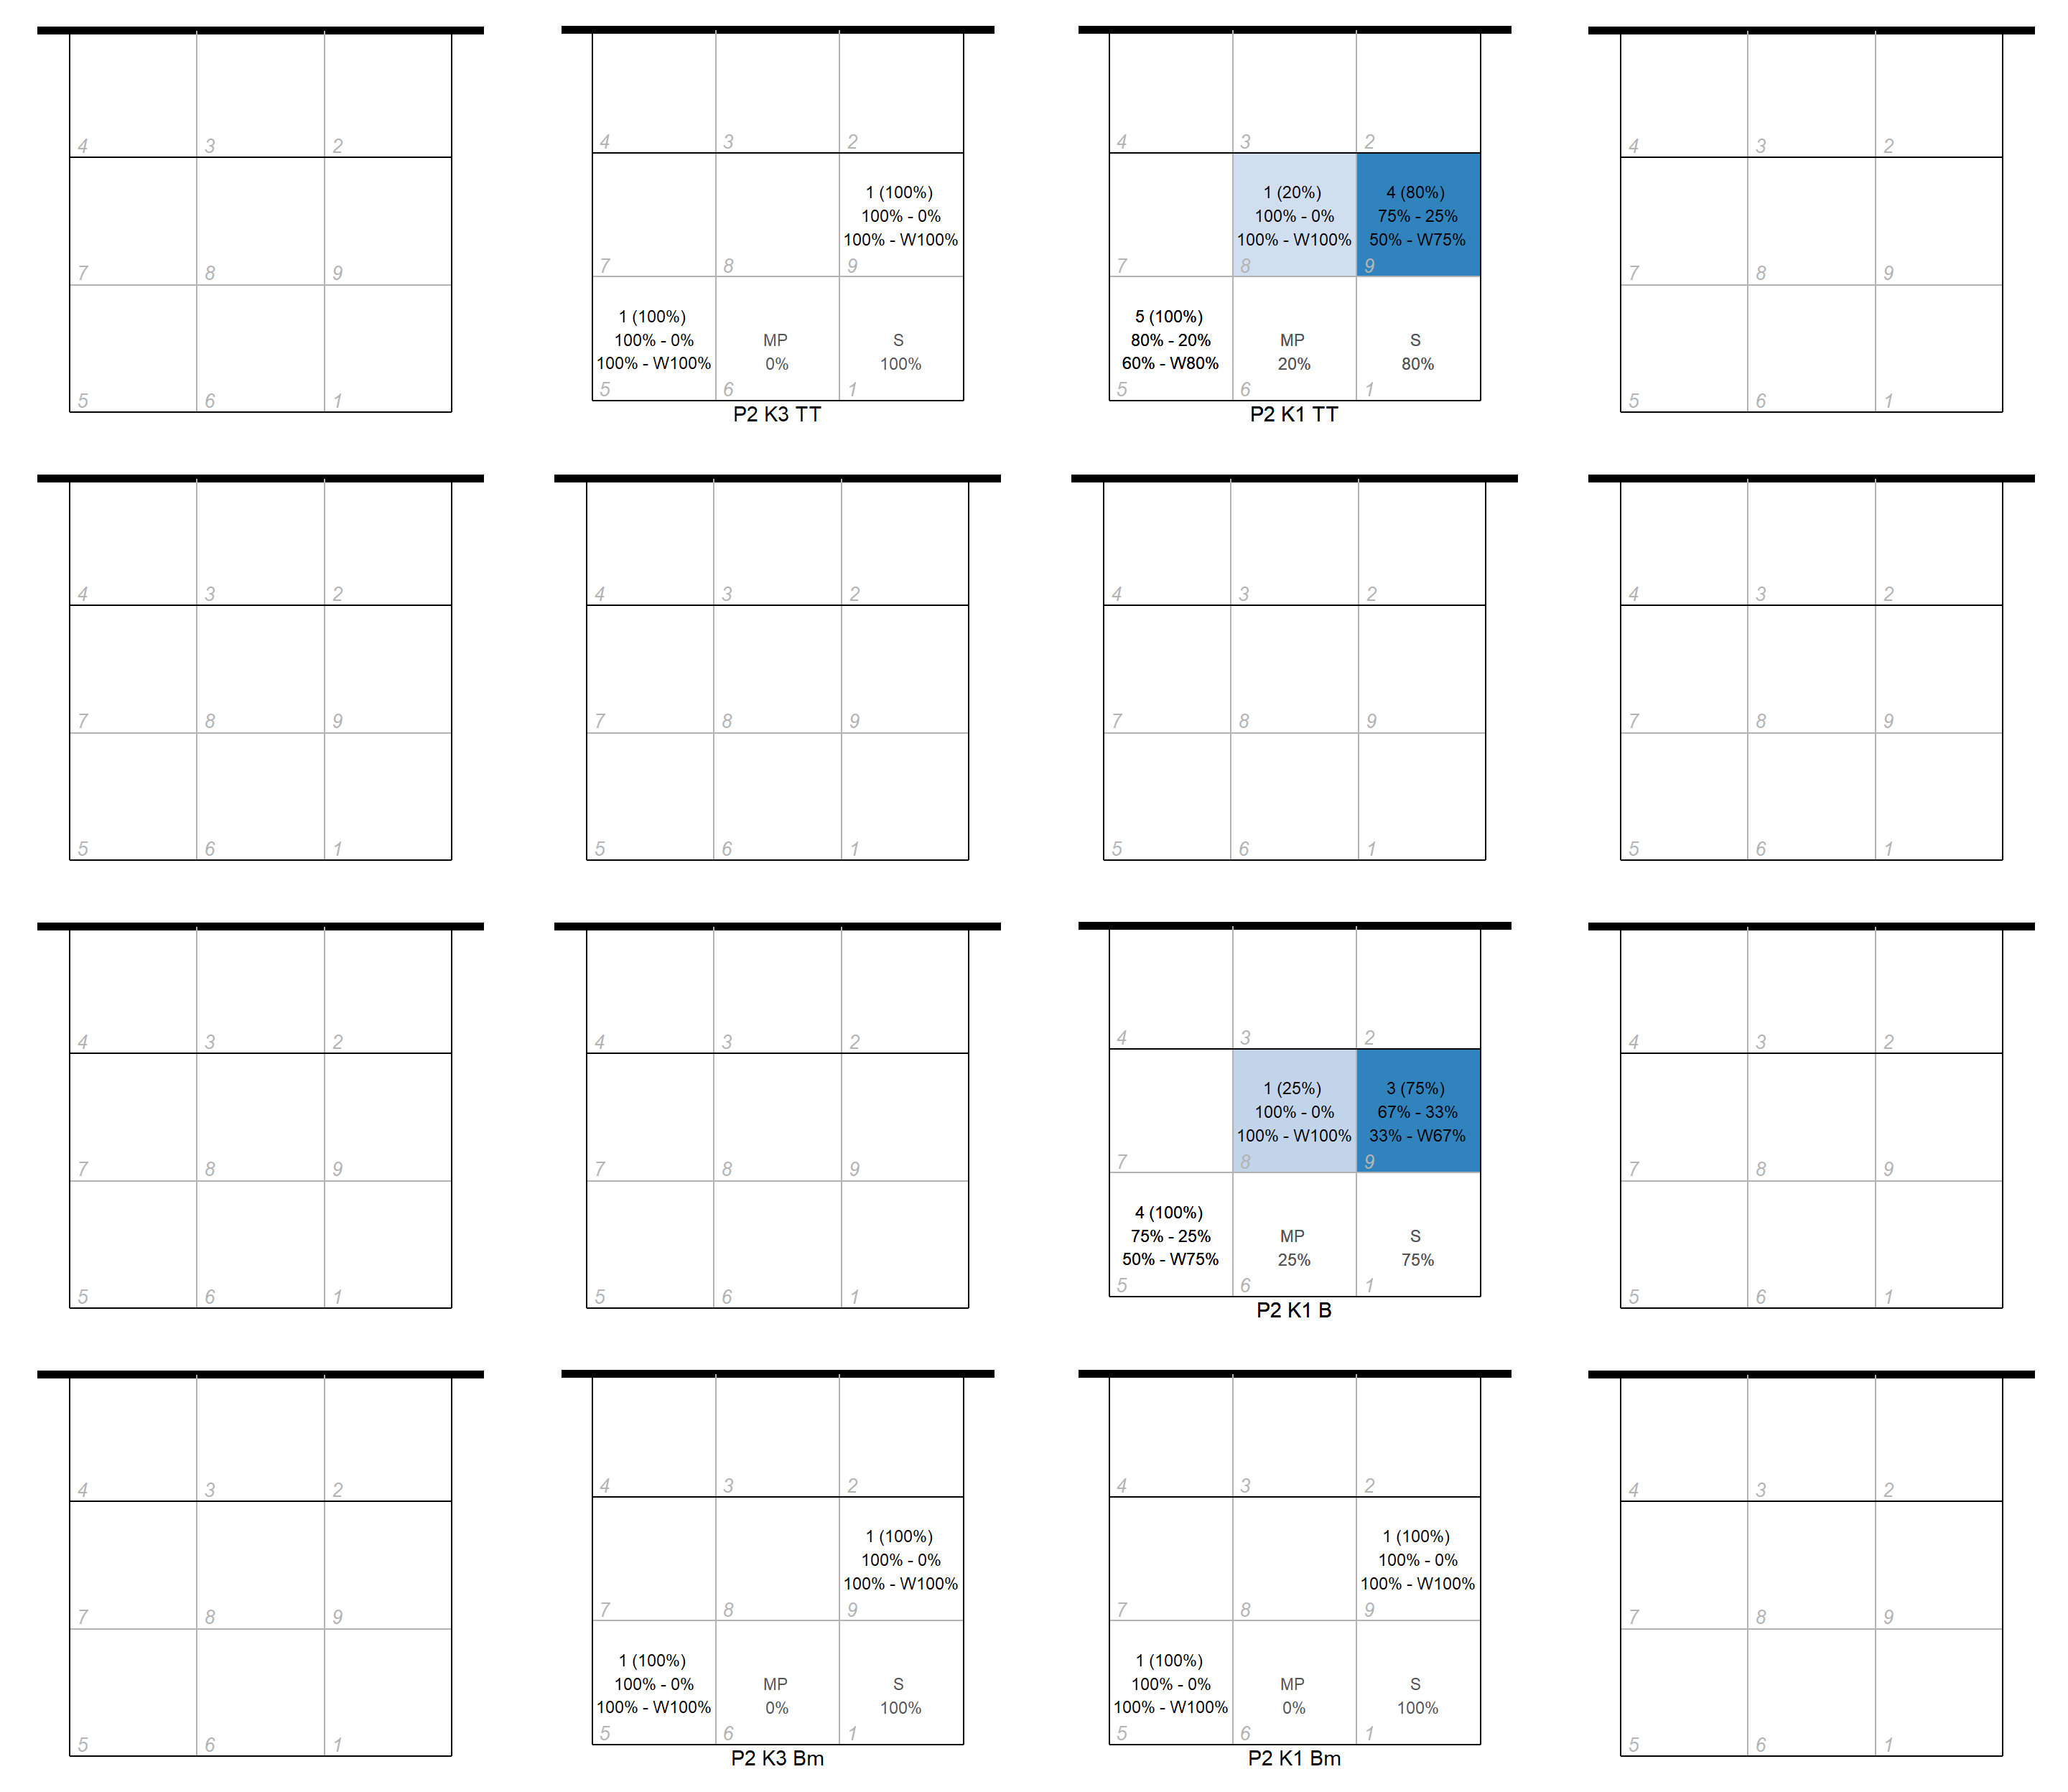 4 3 2
7 8 9
5 6 1
4 3 2
1 (100%)
100% - 0%
100% - W100%
7 8 9
1 (100%)
100% - 0%
100% - W100%
MP
0%
S
100%
5 6 1
P2 K3 TT
4 3 2
1 (20%)
100% - 0%
100% - W100%
4 (80%)
75% - 25%
50% - W75%
7 8 9
5 (100%)
80% - 20%
60% - W80%
MP
20%
S
80%
5 6 1
P2 K1 TT
4 3 2
7 8 9
5 6 1
4 3 2
7 8 9
5 6 1
4 3 2
7 8 9
5 6 1
4 3 2
7 8 9
5 6 1
4 3 2
7 8 9
5 6 1
4 3 2
7 8 9
5 6 1
4 3 2
7 8 9
5 6 1
4 3 2
1 (25%)
100% - 0%
100% - W100%
3 (75%)
67% - 33%
33% - W67%
7 8 9
4 (100%)
75% - 25%
50% - W75%
MP
25%
S
75%
5 6 1
P2 K1 B
4 3 2
7 8 9
5 6 1
4 3 2
7 8 9
5 6 1
4 3 2
1 (100%)
100% - 0%
100% - W100%
7 8 9
1 (100%)
100% - 0%
100% - W100%
MP
0%
S
100%
5 6 1
P2 K3 Bm
4 3 2
1 (100%)
100% - 0%
100% - W100%
7 8 9
1 (100%)
100% - 0%
100% - W100%
MP
0%
S
100%
5 6 1
P2 K1 Bm
4 3 2
7 8 9
5 6 1